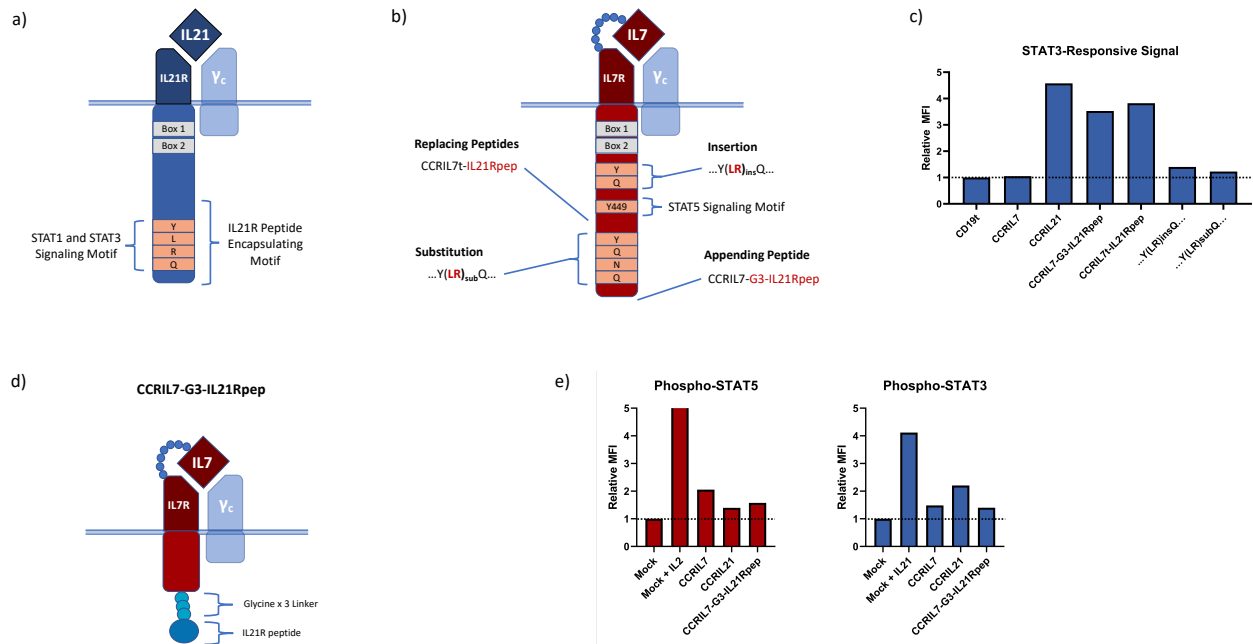 a)
IL21
IL21R
γc
Box 1
Box 2
STAT1 and STAT3
Signaling Motif
Y
L
R
Q
IL21R Peptide
Encapsulating
Motif
b)
IL7
IL7R
γc
Box 1
Box 2
Replacing Peptides
CCRIL7t-IL21Rpep
Y
Q
Insertion
...Y(LR)insQ...
Y449
STAT5 Signaling Motif
Substitution
...Y(LR)subQ...
Y
Q
N
Q
Appending Peptide
CCRIL7-G3-IL21Rpep
c)
STAT3-Responsive Signal
Relative MFI
5
4
3
2
1
0
CD19t
CCRIL7
CCRIL21
CCRIL7-G3-IL21Rpep
CCRIL7t-IL21Rpep
...Y(LR)insQ...
...Y(LR)subQ...
d)
CCRIL7-G3-IL21Rpep
IL7
IL7R
γc
Glycine x 3 Linker
IL21R peptide
e)
Phospho-STAT5
Relative MFI
5
4
3
2
1
0
Mock
Mock + IL2
CCRIL7
CCRIL21
CCRIL7-G3-IL21Rpep
Phospho-STAT3
Relative MFI
5
4
3
2
1
0
Mock
Mock + IL21
CCRIL7
CCRIL21
CCRIL7-G3-IL21Rpep